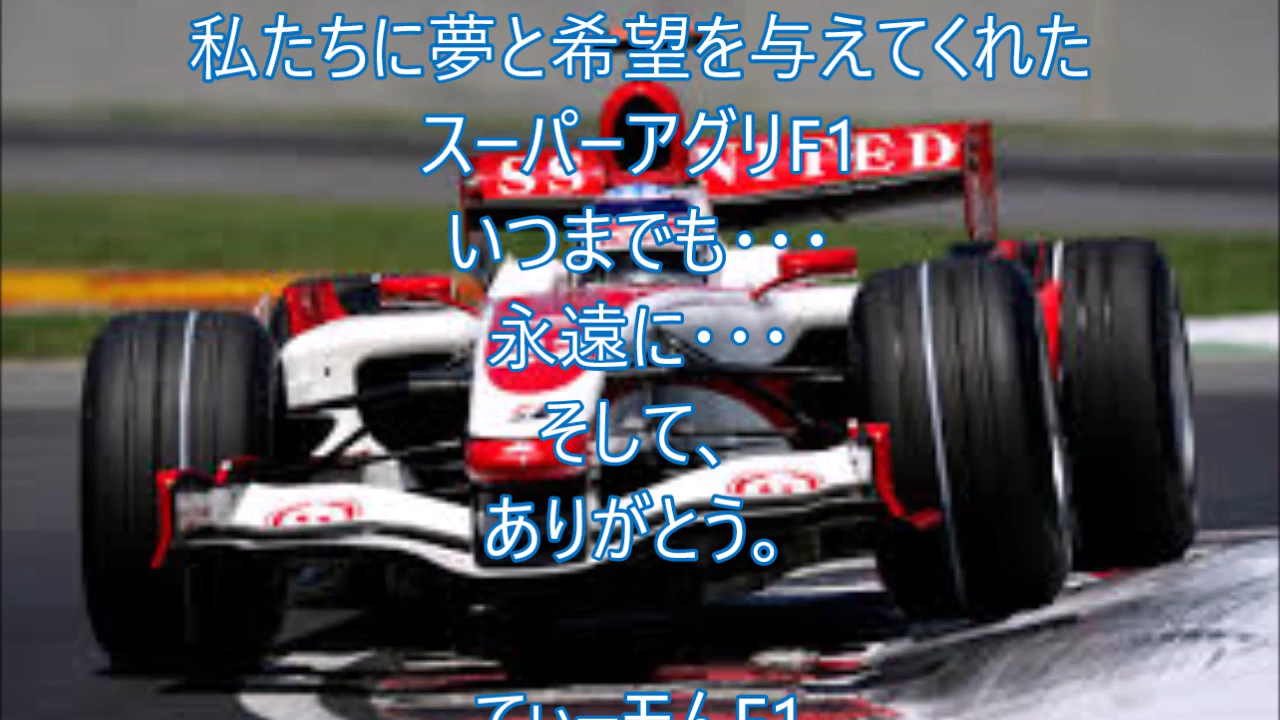 私たちに夢と希望を与えてくれた
スーパーアグリF1
SS NITED
いつまでも・・・
永遠に・・・
そして、
ありがとう。